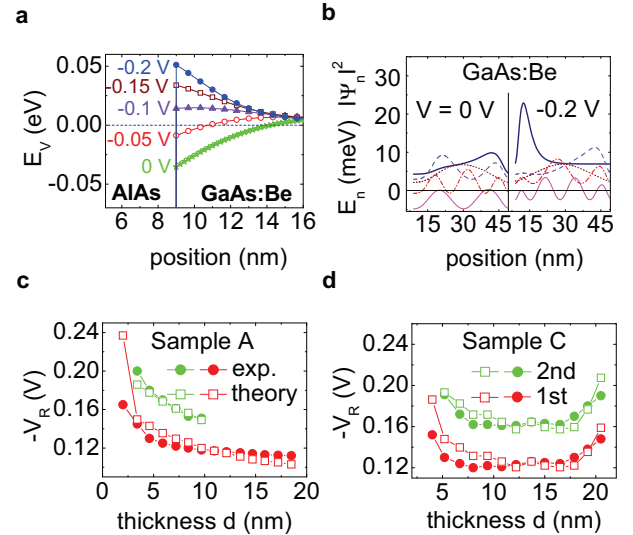 a
E_V (eV)
0.05
0.00
-0.05
-0.2 V
-0.15 V
-0.1 V
-0.05 V
0 V
AlAs GaAs:Be
6 8 10 12 14 16
position (nm)
b
GaAs:Be
E_n (meV) |Ψ_n|^2
30
20
10
0
V = 0 V -0.2 V
15 30 45 15 30 45
position (nm)
c
Sample A
-V_R (V)
0.24
0.20
0.16
0.12
exp.
theory
0 5 10 15 20
thickness d (nm)
d
Sample C
-V_R (V)
0.24
0.20
0.16
0.12
2nd
1st
5 10 15 20
thickness d (nm)